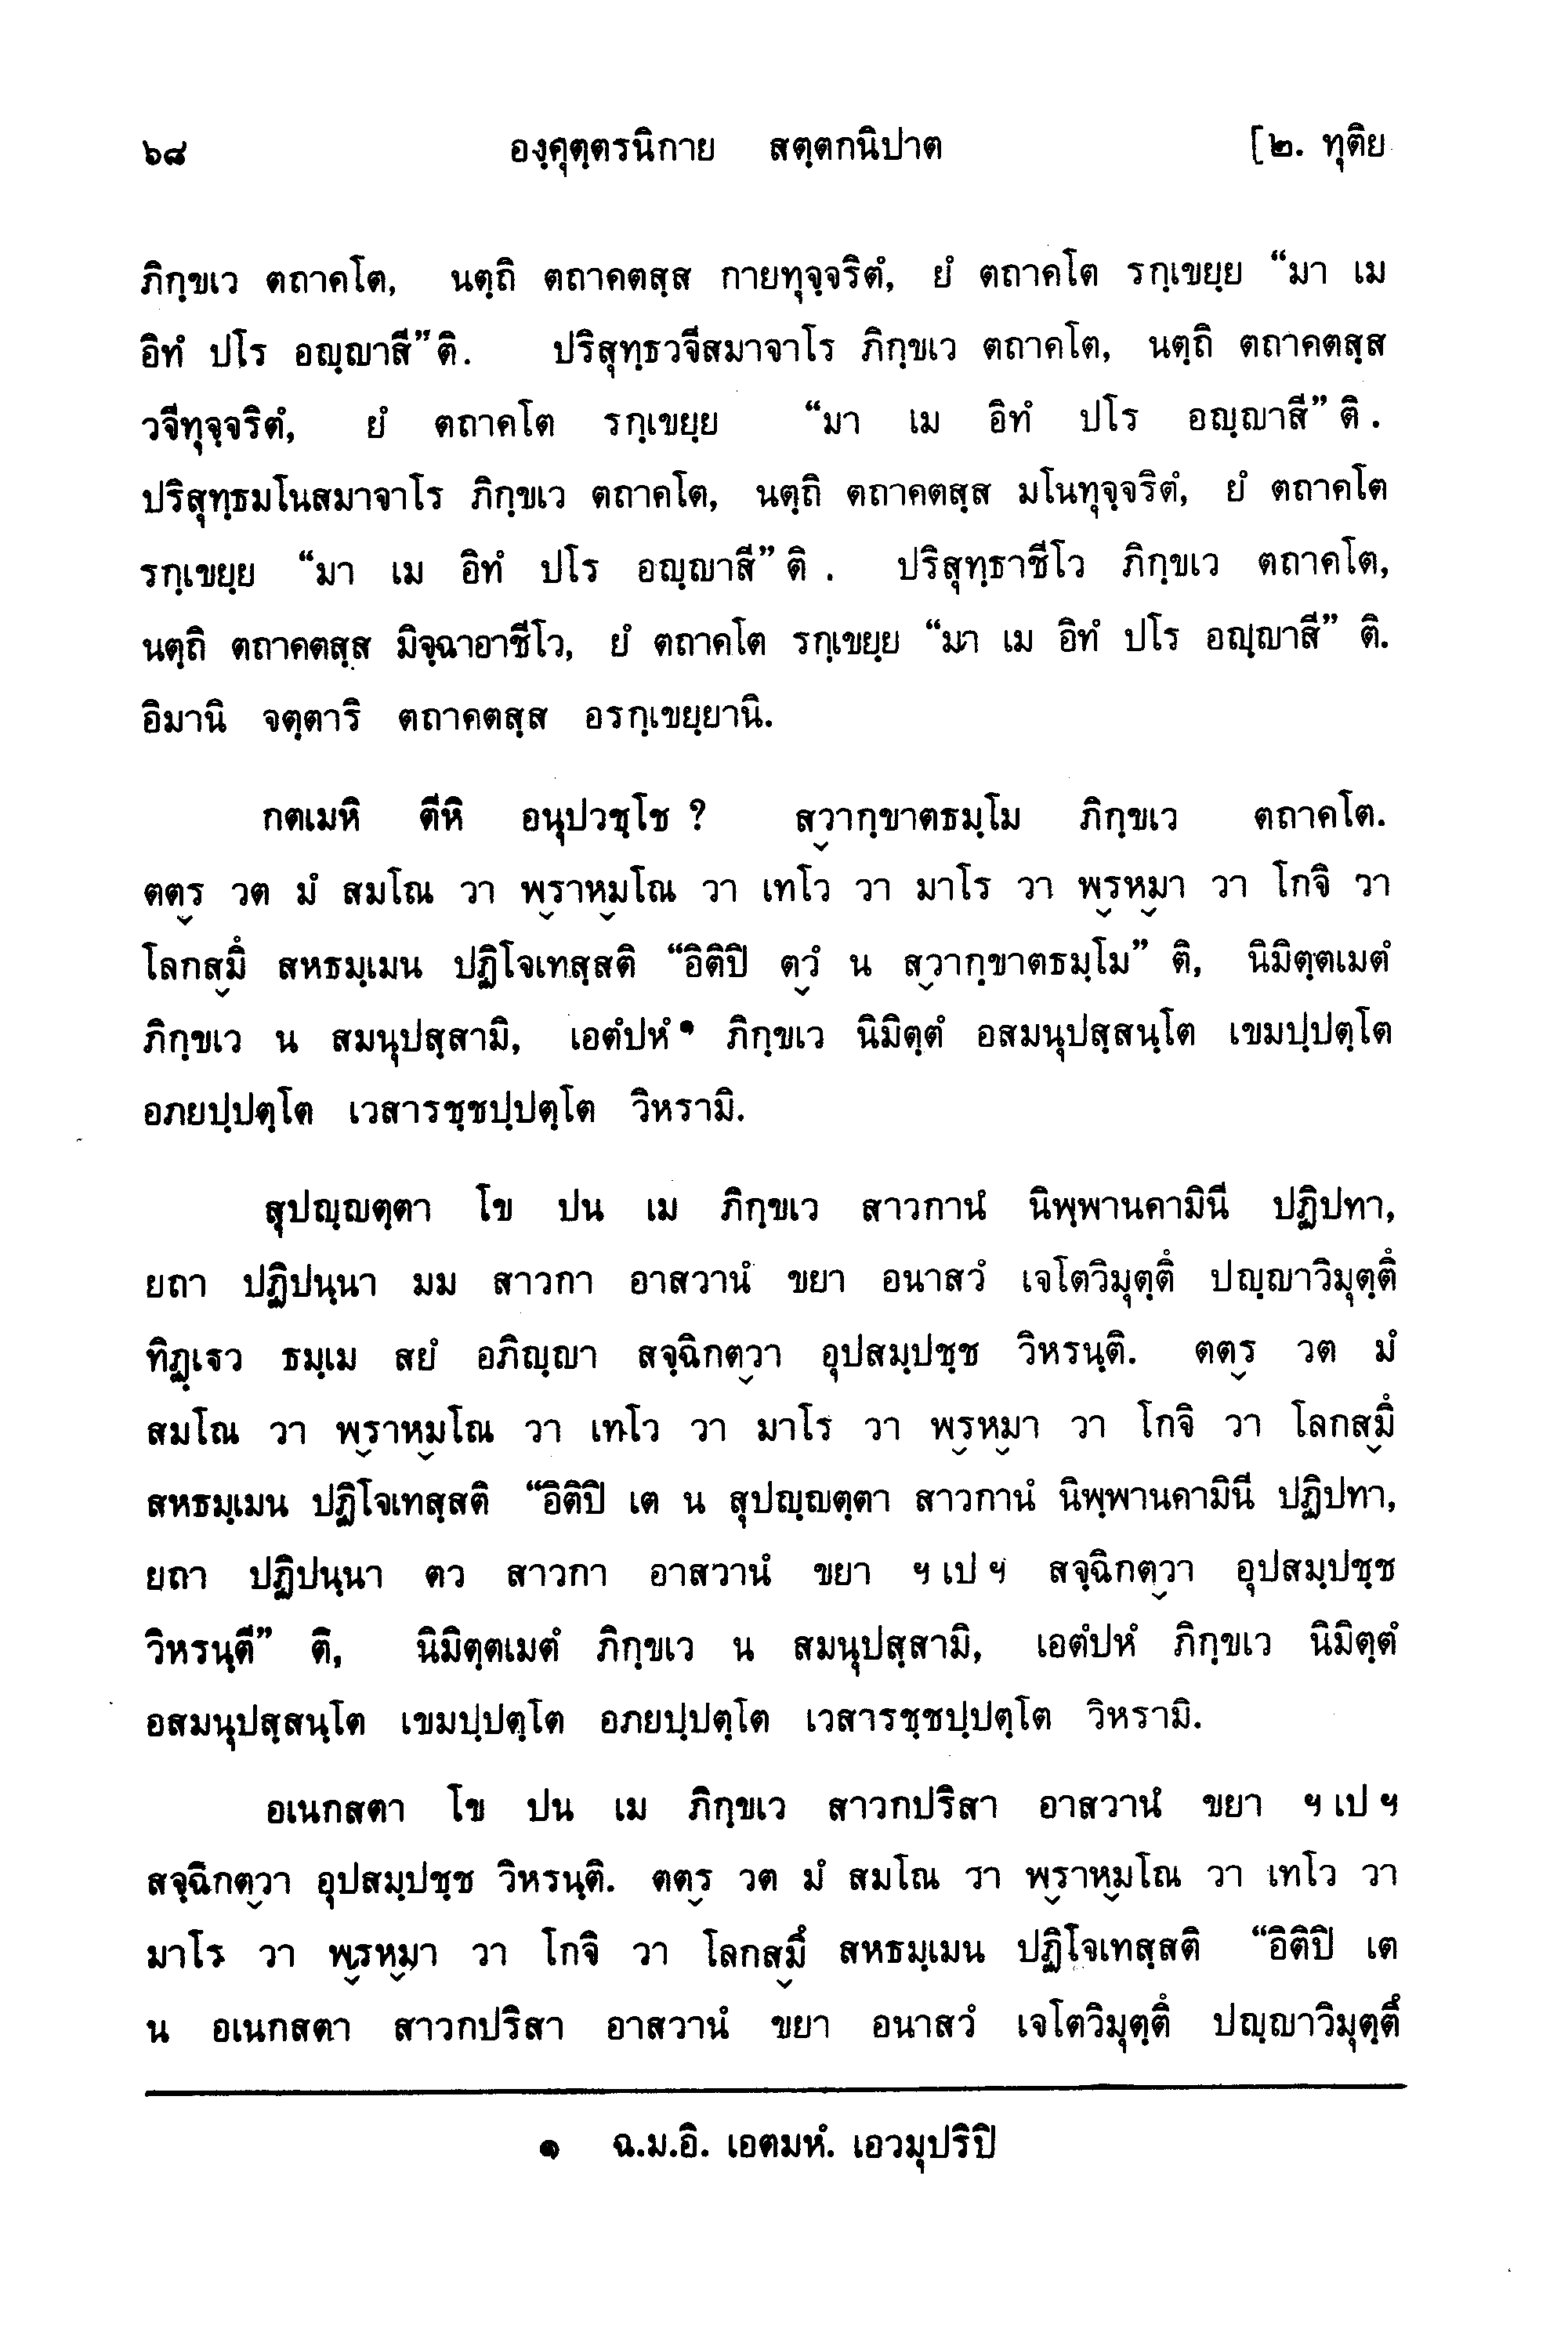 ๖๘ องฺคุตฺตรนิกาย สตฺตกนิปาต [๒. ทุติย
ภิกฺขเว ตถาคโต, นตฺถิ ตถาคตสฺส กายทุจฺจริตํ, ยํ ตถาคโต รกฺเขยฺย “มา เม
อิทํ ปโร อญฺญาสี”ติ. ปริสุทฺธวจีสมาจาโร ภิกฺขเว ตถาคโต, นตฺถิ ตถาคตสฺส
วจีทุจฺจริตํ, ยํ ตถาคโต รกฺเขยฺย “มา เม อิทํ ปโร อญฺญาสี”ติ.
ปริสุทฺธมโนสมาจาโร ภิกฺขเว ตถาคโต, นตฺถิ ตถาคตสฺส มโนทุจฺจริตํ, ยํ ตถาคโต
รกฺเขยฺย “มา เม อิทํ ปโร อญฺญาสี”ติ. ปริสุทฺธาชีโว ภิกฺขเว ตถาคโต,
นตฺถิ ตถาคตสฺส มิจฺฉาอาชีโว, ยํ ตถาคโต รกฺเขยฺย “มา เม อิทํ ปโร อญฺญาสี” ติ.
อิมานิ จตฺตาริ ตถาคตสฺส อรกฺเขยฺยานิ.
กตเมหิ ตีหิ อนุปวชฺโช ? สฺวากฺขาตธมฺโม ภิกฺขเว ตถาคโต.
ตตฺร วต มํ สมโณ วา พฺราหฺมโณ วา เทโว วา มาโร วา พฺรหฺมา วา โกจิ วา
โลกสฺมึ สหธมฺเมน ปฏิโจเทสฺสติ “อิติปิ ตฺวํ น สฺวากฺขาตธมฺโม” ติ, นิมิตฺตเมตํ
ภิกฺขเว น สมนุปสฺสามิ, เอตํปหํ๑ ภิกฺขเว นิมิตฺตํ อสมนุปสฺสนฺโต เขมปฺปตฺโต
อภยปฺปตฺโต เวสารชฺชปฺปตฺโต วิหรามิ.
สุปญฺญตฺตา โข ปน เม ภิกฺขเว สาวกานํ นิพฺพานคามินี ปฏิปทา,
ยถา ปฏิปนฺนา มม สาวกา อาสวานํ ขยา อนาสวํ เจโตวิมุตฺตึ ปญฺญาวิมุตฺตึ
ทิฏฺเฐว ธมฺเม สยํ อภิญฺญา สจฺฉิกตฺวา อุปสมฺปชฺช วิหรนฺติ. ตตฺร วต มํ
สมโณ วา พฺราหฺมโณ วา เทโว วา มาโร วา พฺรหฺมา วา โกจิ วา โลกสฺมึ
สหธมฺเมน ปฏิโจเทสฺสติ “อิติปิ เต น สุปญฺญตฺตา สาวกานํ นิพฺพานคามินี ปฏิปทา,
ยถา ปฏิปนฺนา ตว สาวกา อาสวานํ ขยา ฯ เป ฯ สจฺฉิกตฺวา อุปสมฺปชฺช
วิหรนฺตี” ติ, นิมิตฺตเมตํ ภิกฺขเว น สมนุปสฺสามิ, เอตํปหํ ภิกฺขเว นิมิตฺตํ
อสมนุปสฺสนฺโต เขมปฺปตฺโต อภยปฺปตฺโต เวสารชฺชปฺปตฺโต วิหรามิ.
อเนกสตา โข ปน เม ภิกฺขเว สาวกปริสา อาสวานํ ขยา ฯ เป ฯ
สจฺฉิกตฺวา อุปสมฺปชฺช วิหรนฺติ. ตตฺร วต มํ สมโณ วา พฺราหฺมโณ วา เทโว วา
มาโร วา พฺรหฺมา วา โกจิ วา โลกสฺมึ สหธมฺเมน ปฏิโจเทสฺสติ “อิติปิ เต
น อเนกสตา สาวกปริสา อาสวานํ ขยา อนาสวํ เจโตวิมุตฺตึ ปญฺญาวิมุตฺตึ
๑ ฉ.ม.อิ. เอตมหํ. เอวมุปริปิ